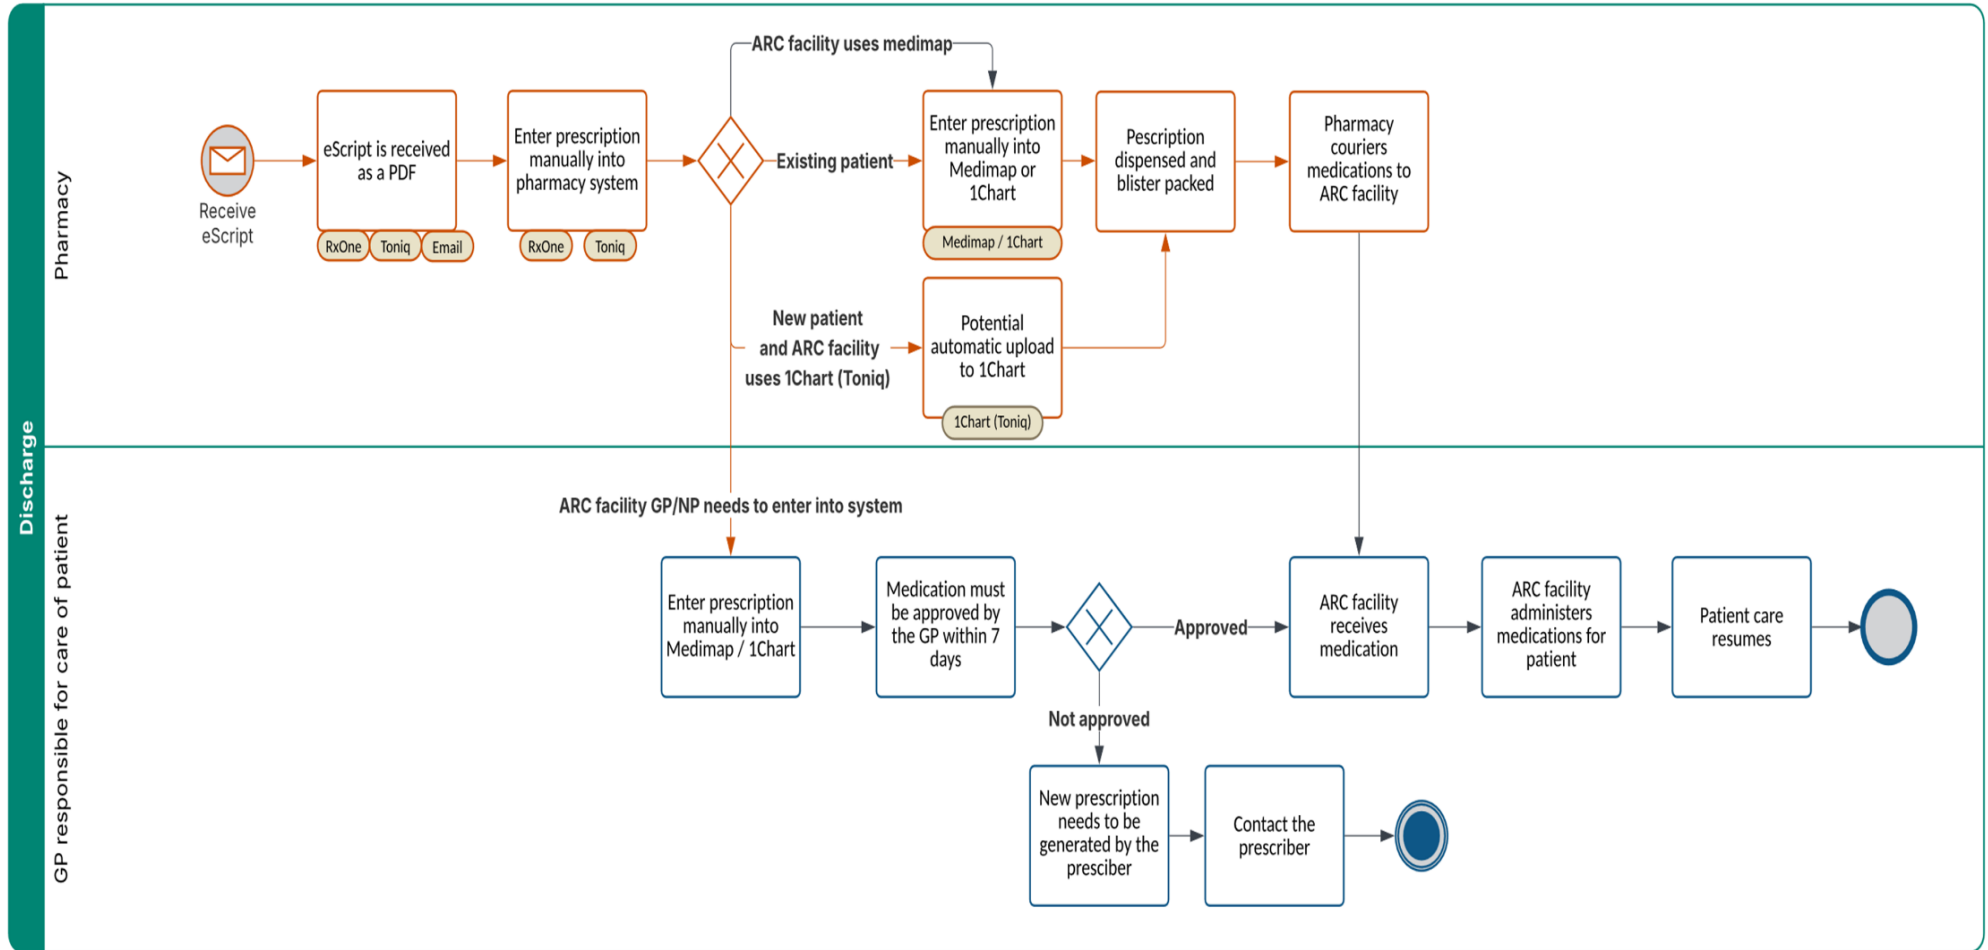 Discharge
Pharmacy
GP responsible for care of patient
Receive
eScript
eScript is received
as a PDF
RxOne
Toniq
Email
Enter prescription
manually into
pharmacy system
RxOne
Toniq
ARC facility uses medimap
Existing patient
New patient
and ARC facility
uses 1Chart (Toniq)
Enter prescription
manually into
Medimap or
1Chart
Medimap / 1Chart
Potential
automatic upload
to 1Chart
1Chart (Toniq)
Pescription
dispensed and
blister packed
Pharmacy
couriers
medications to
ARC facility
ARC facility GP/NP needs to enter into system
Enter prescription
manually into
Medimap / 1Chart
Medication must
be approved by
the GP within 7
days
Approved
Not approved
ARC facility
receives
medication
ARC facility
administers
medications for
patient
Patient care
resumes
New prescription
needs to be
generated by the
presciber
Contact the
prescriber